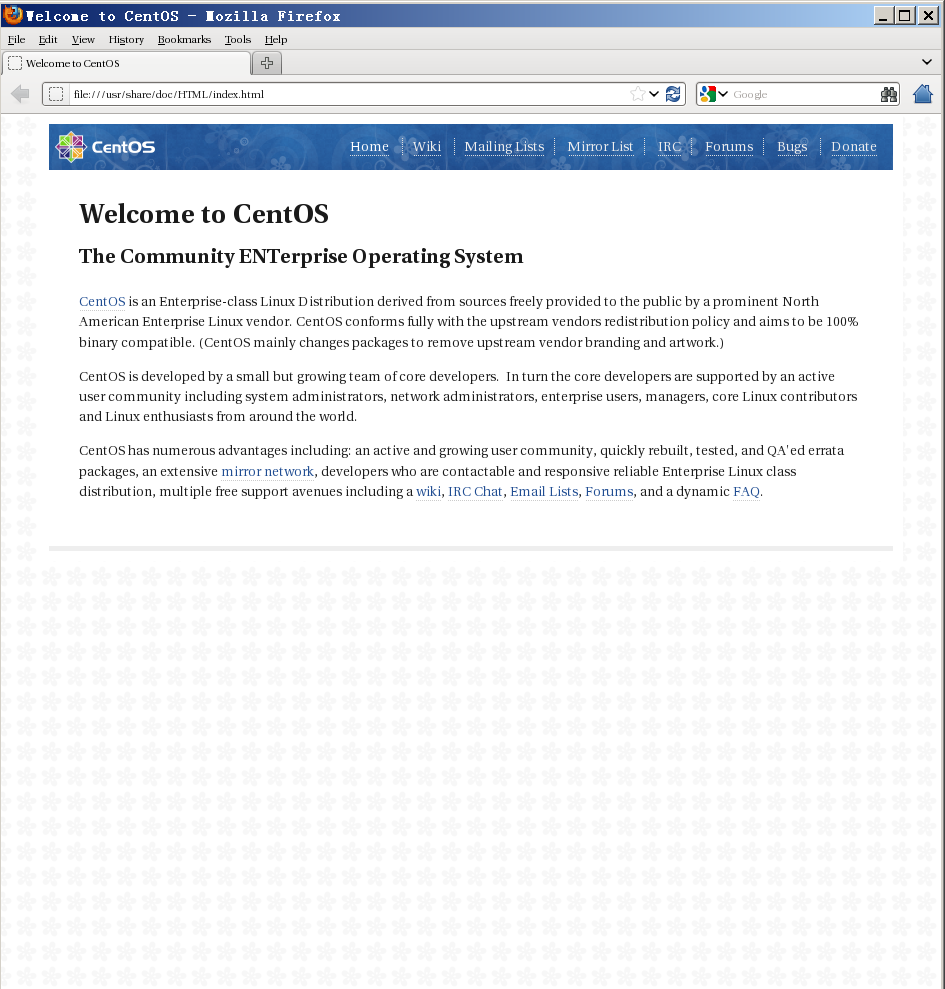 Welcome to CentOS - Mozilla Firefox
File Edit View History Bookmarks Tools Help
Welcome to CentOS
file:///usr/share/doc/HTML/index.html Google
CentOS Home Wiki Mailing Lists Mirror List IRC Forums Bugs Donate
Welcome to CentOS
The Community ENTerprise Operating System
CentOS is an Enterprise-class Linux Distribution derived from sources freely provided to the public by a prominent North
American Enterprise Linux vendor. CentOS conforms fully with the upstream vendors redistribution policy and aims to be 100%
binary compatible. (CentOS mainly changes packages to remove upstream vendor branding and artwork.)
CentOS is developed by a small but growing team of core developers. In turn the core developers are supported by an active
user community including system administrators, network administrators, enterprise users, managers, core Linux contributors
and Linux enthusiasts from around the world.
CentOS has numerous advantages including: an active and growing user community, quickly rebuilt, tested, and QA'ed errata
packages, an extensive mirror network, developers who are contactable and responsive reliable Enterprise Linux class
distribution, multiple free support avenues including a wiki, IRC Chat, Email Lists, Forums, and a dynamic FAQ.